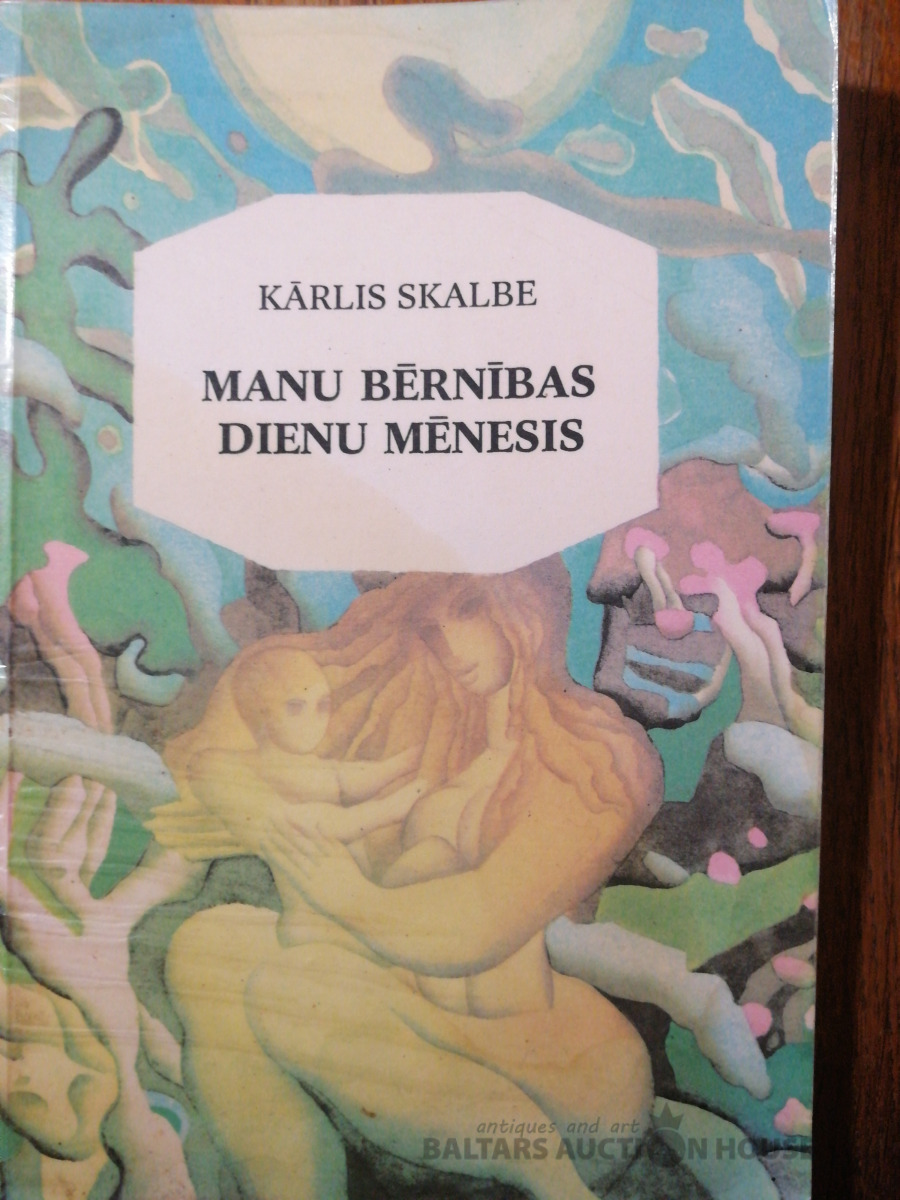 KĀRLIS SKALBE
MANU BĒRNĪBAS
DIENU MĒNESIS
antiques and art
BALTARS AUCTION HOUSE